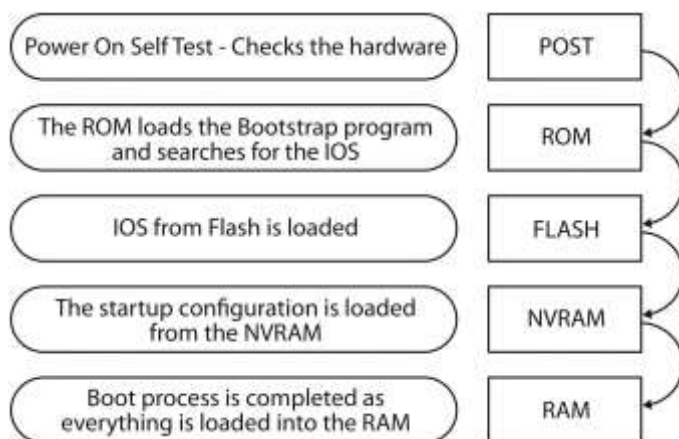 Power On Self Test - Checks the hardware
POST
The ROM loads the Bootstrap program
and searches for the IOS
ROM
IOS from Flash is loaded
FLASH
The startup configuration is loaded
from the NVRAM
NVRAM
Boot process is completed as
everything is loaded into the RAM
RAM